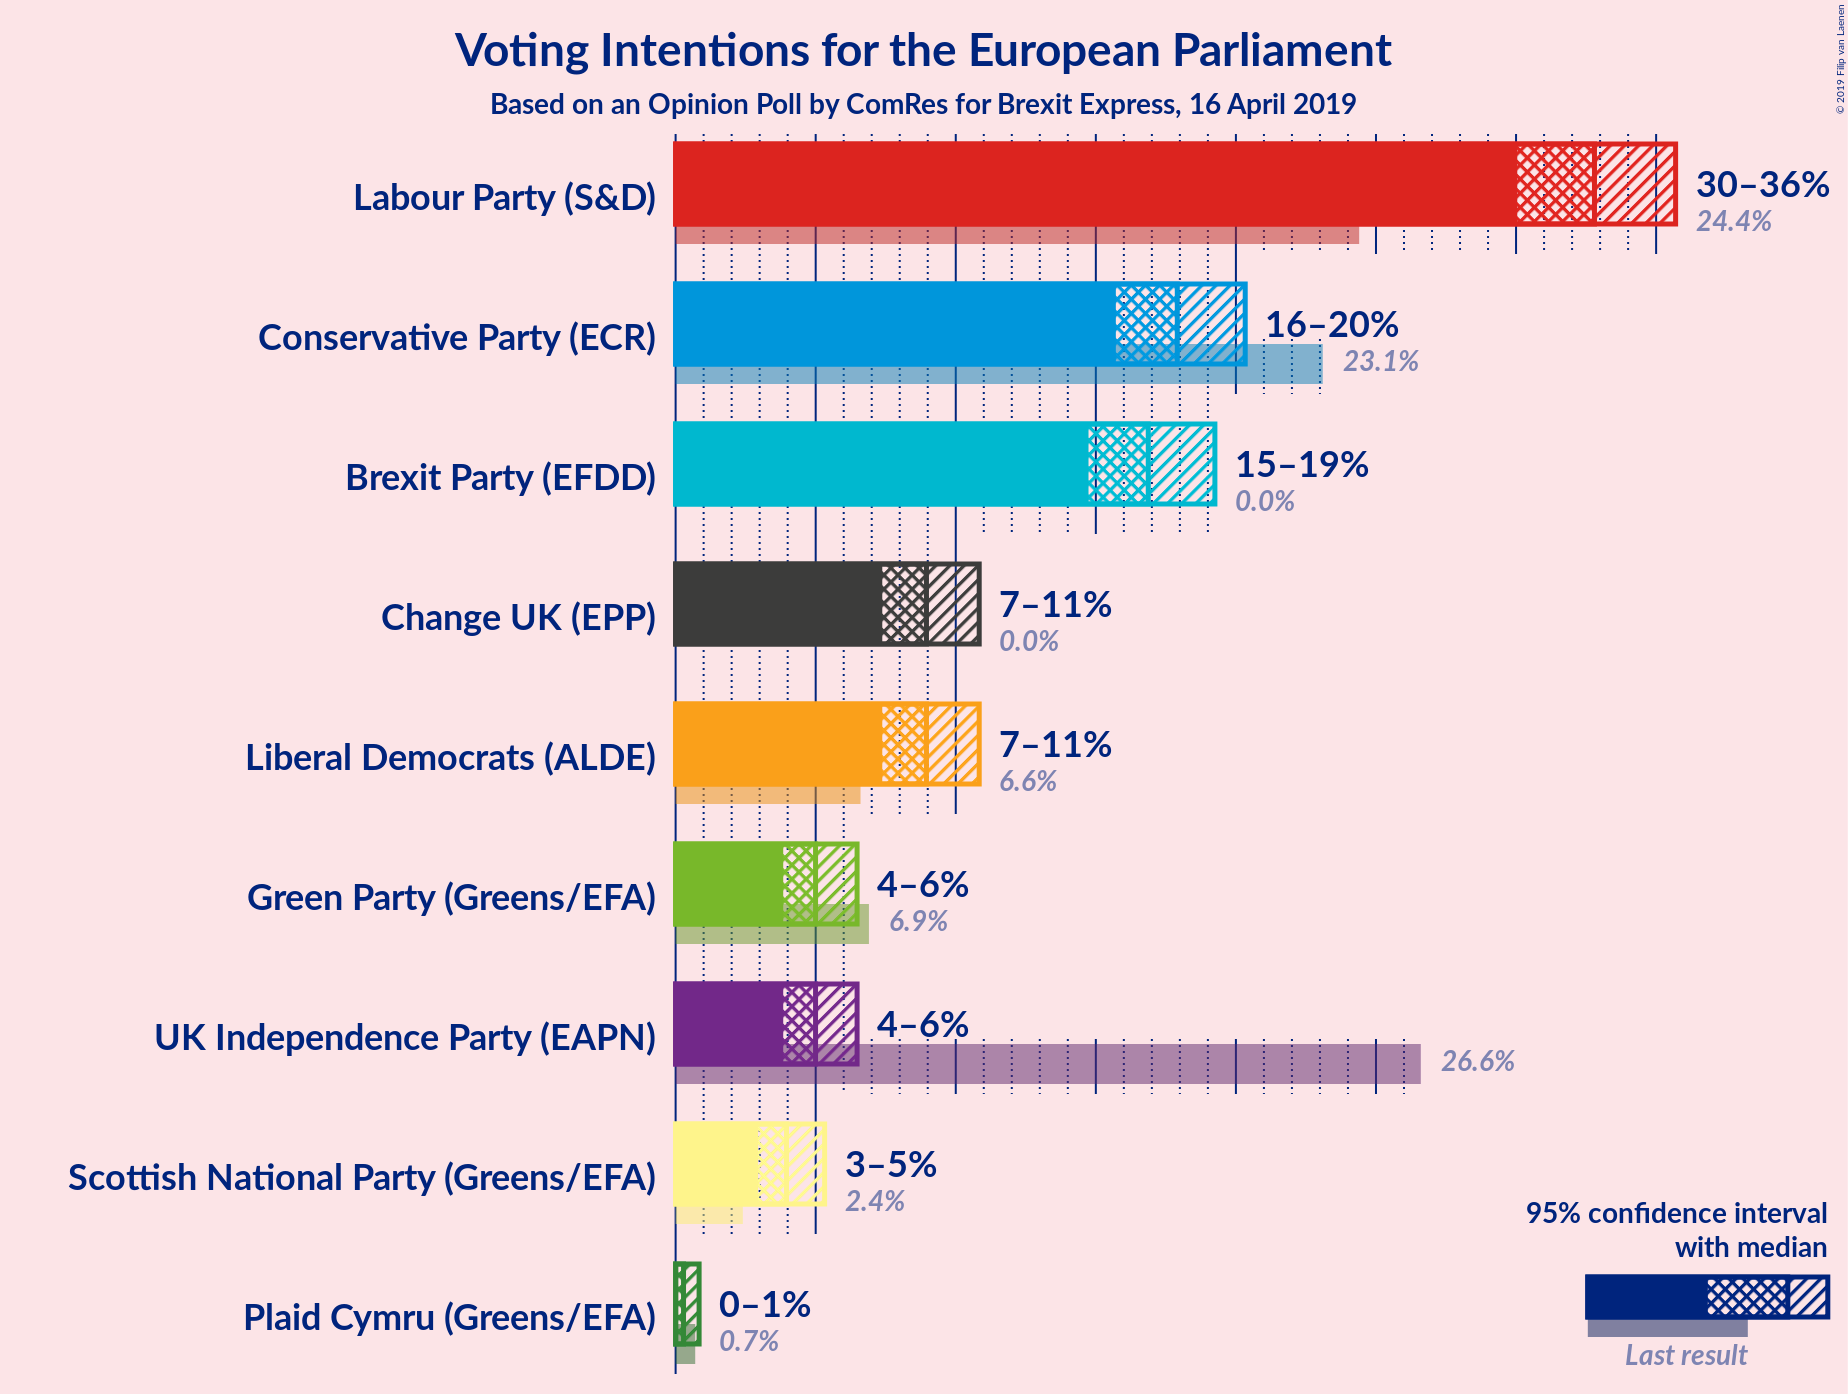 © 2019 Filip van Laenen
Voting Intentions for the European Parliament
Based on an Opinion Poll by ComRes for Brexit Express, 16 April 2019
Labour Party (S&D)
30–36%
24.4%
Conservative Party (ECR)
16–20%
23.1%
Brexit Party (EFDD)
15–19%
0.0%
Change UK (EPP)
7–11%
0.0%
Liberal Democrats (ALDE)
7–11%
6.6%
Green Party (Greens/EFA)
4–6%
6.9%
UK Independence Party (EAPN)
4–6%
26.6%
Scottish National Party (Greens/EFA)
3–5%
2.4%
Plaid Cymru (Greens/EFA)
0–1%
0.7%
95% confidence interval
with median
Last result